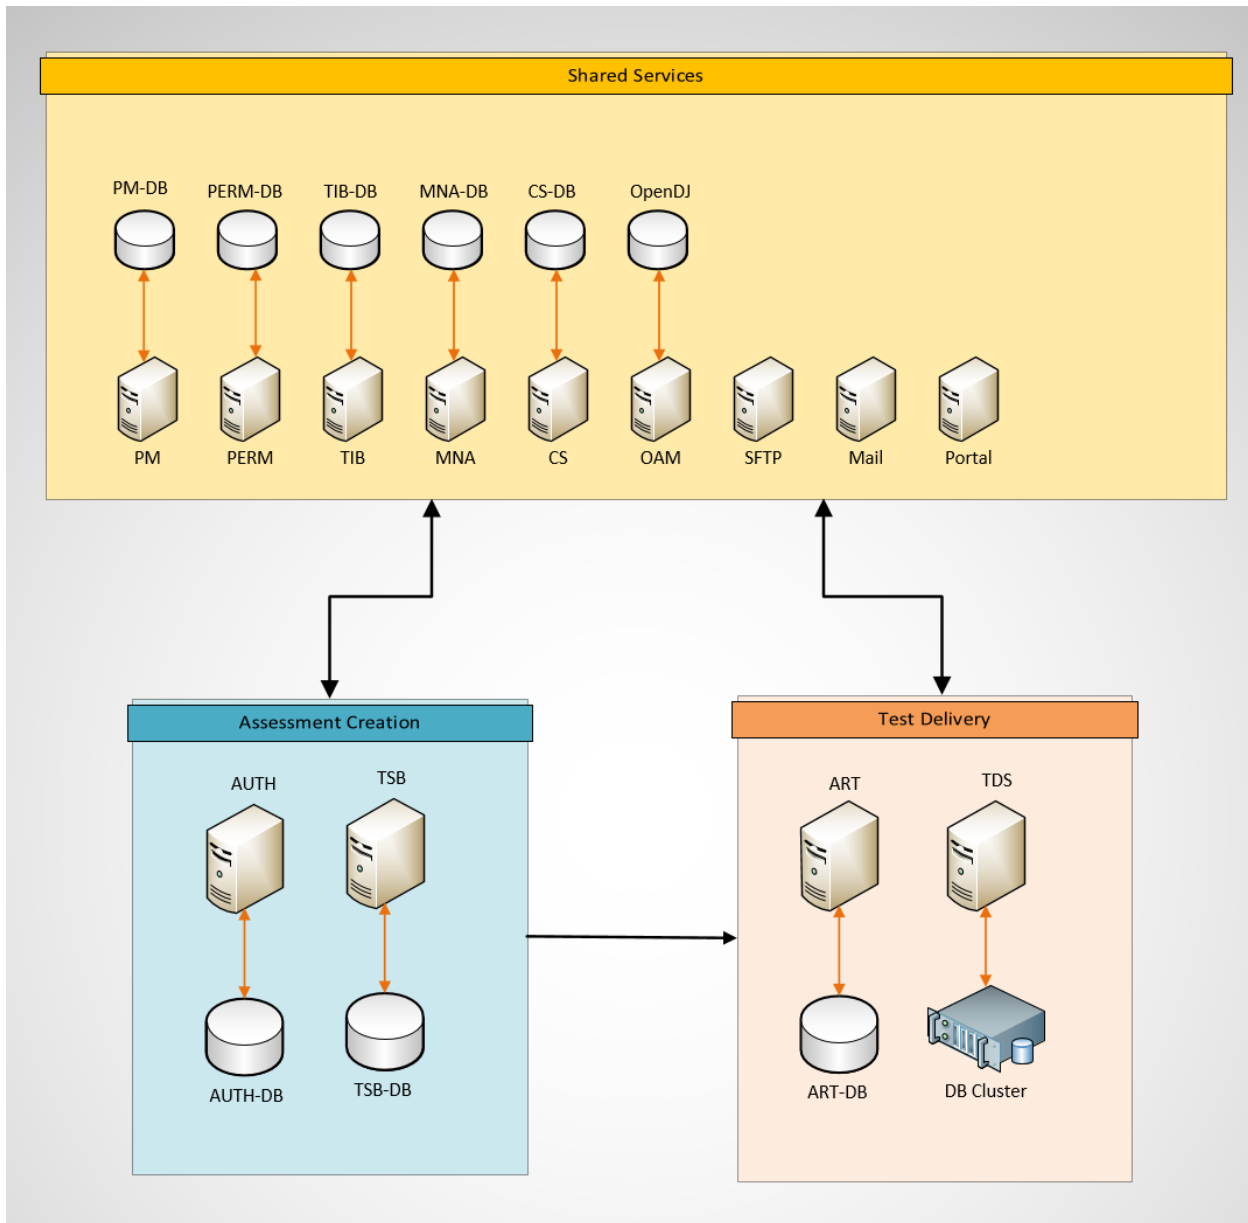 Shared Services
PM-DB PERM-DB TIB-DB MNA-DB CS-DB OpenDJ
PM PERM TIB MNA CS OAM SFTP Mail Portal
Assessment Creation
AUTH TSB
AUTH-DB TSB-DB
Test Delivery
ART TDS
ART-DB DB Cluster